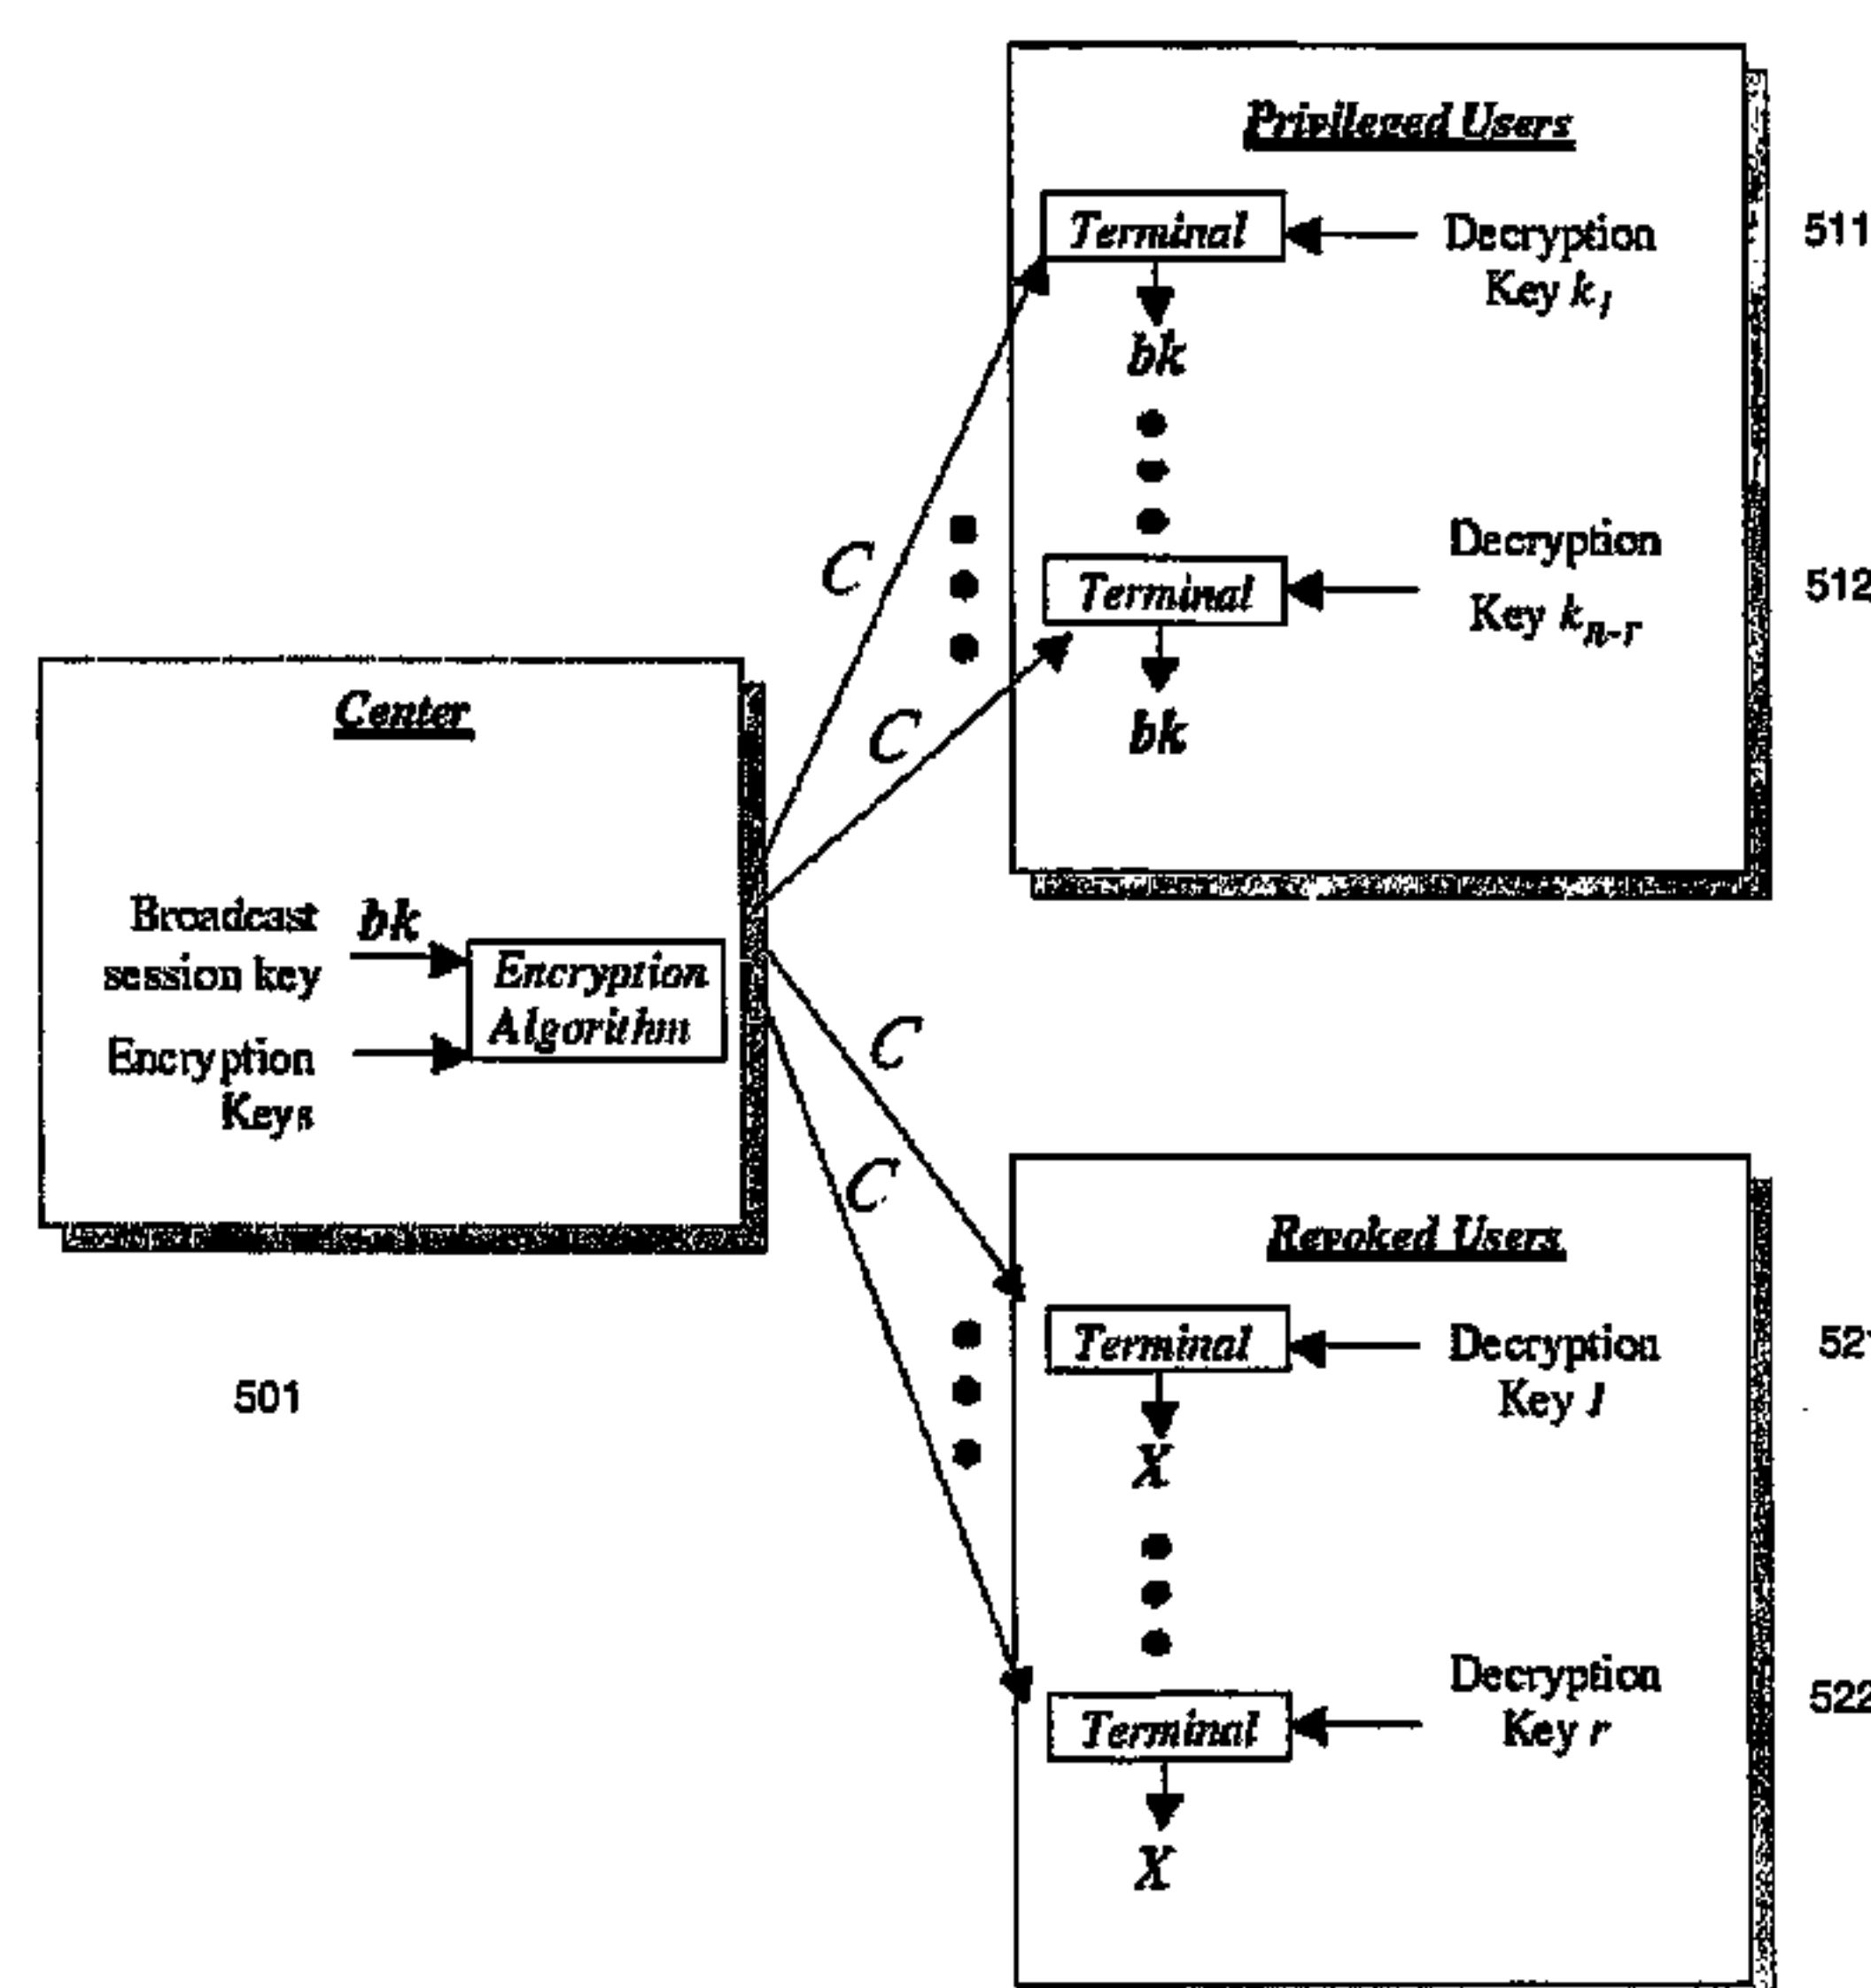 Privileged Users
Terminal
Decryption
Key k1
511
bk
C
Terminal
Decryption
Key kn-r
512
bk
C
Center
Broadcast
session key
bk
Encryption
Algorithm
Encryption
Keys
501
C
C
Revoked Users
Terminal
Decryption
Key 1
X
Terminal
Decryption
Key r
522
X